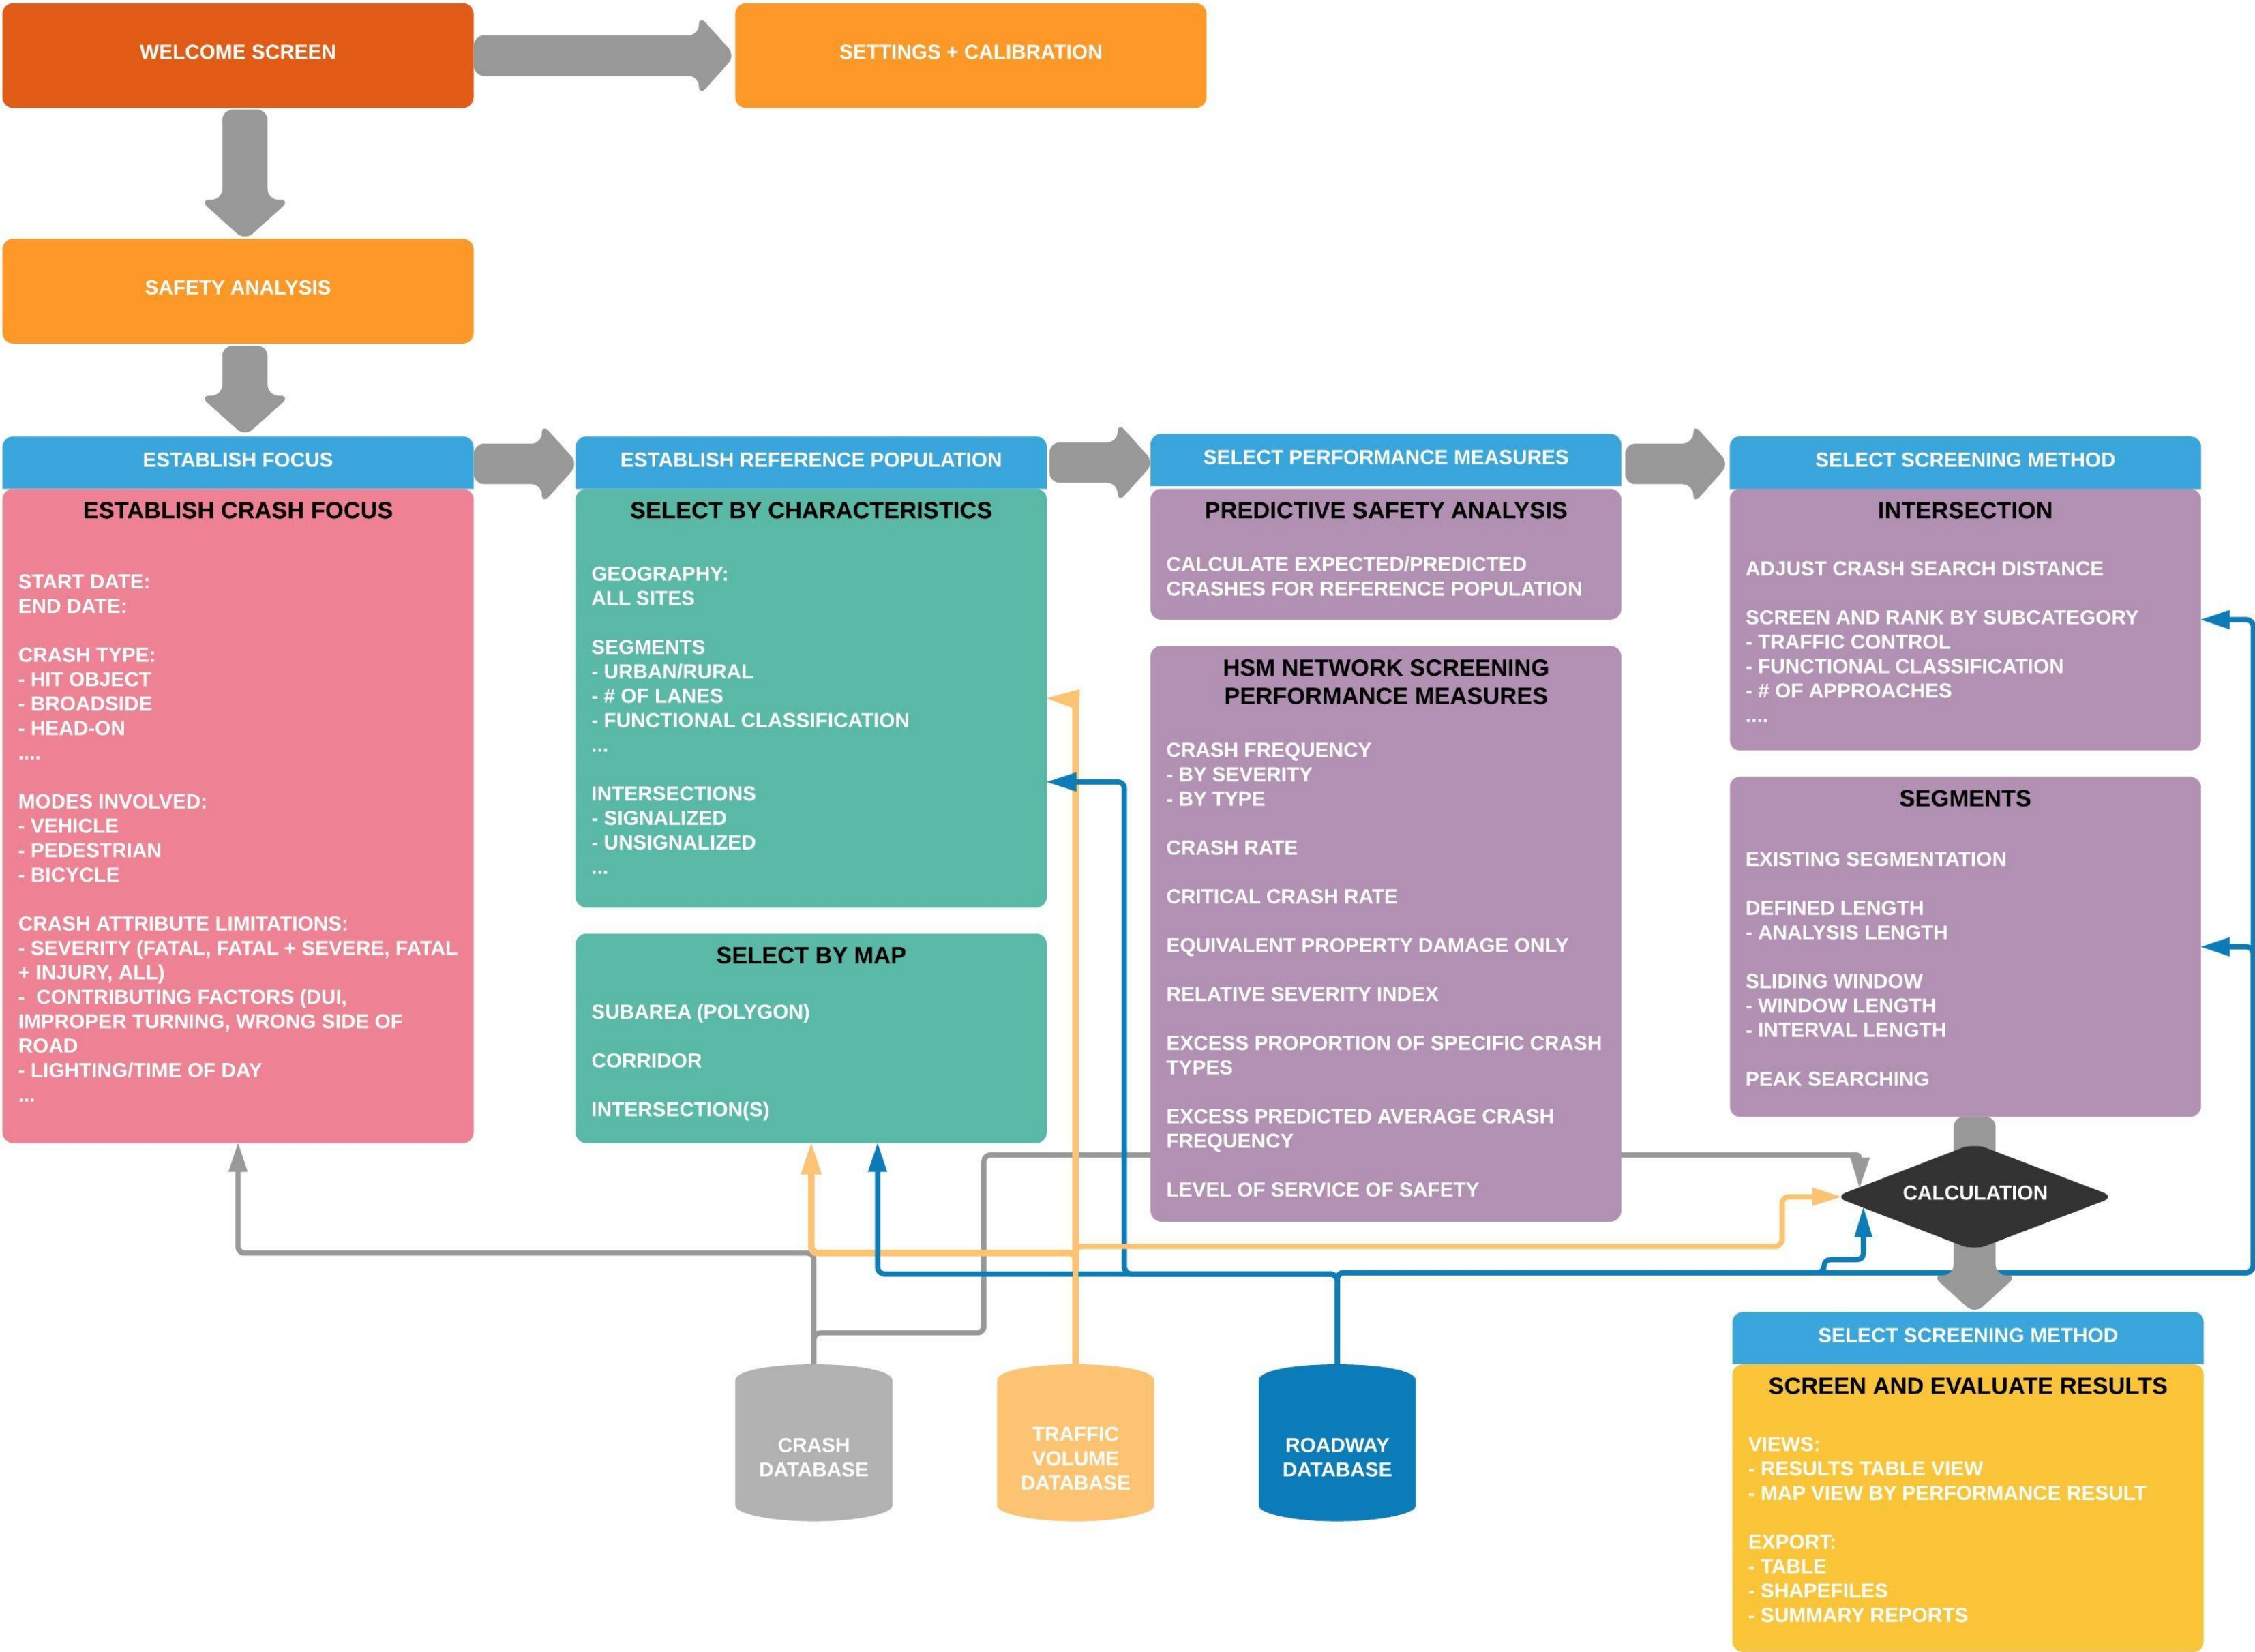 WELCOME SCREEN
SETTINGS + CALIBRATION
SAFETY ANALYSIS
ESTABLISH FOCUS
ESTABLISH CRASH FOCUS
START DATE:
END DATE:
CRASH TYPE:
- HIT OBJECT
- BROADSIDE
- HEAD-ON
....
MODES INVOLVED:
- VEHICLE
- PEDESTRIAN
- BICYCLE
CRASH ATTRIBUTE LIMITATIONS:
- SEVERITY (FATAL, FATAL + SEVERE, FATAL
+ INJURY, ALL)
- CONTRIBUTING FACTORS (DUI,
IMPROPER TURNING, WRONG SIDE OF
ROAD
- LIGHTING/TIME OF DAY
...
ESTABLISH REFERENCE POPULATION
SELECT BY CHARACTERISTICS
GEOGRAPHY:
ALL SITES
SEGMENTS
- URBAN/RURAL
- # OF LANES
- FUNCTIONAL CLASSIFICATION
...
INTERSECTIONS
- SIGNALIZED
- UNSIGNALIZED
...
SELECT BY MAP
SUBAREA (POLYGON)
CORRIDOR
INTERSECTION(S)
SELECT PERFORMANCE MEASURES
PREDICTIVE SAFETY ANALYSIS
CALCULATE EXPECTED/PREDICTED
CRASHES FOR REFERENCE POPULATION
HSM NETWORK SCREENING
PERFORMANCE MEASURES
CRASH FREQUENCY
- BY SEVERITY
- BY TYPE
CRASH RATE
CRITICAL CRASH RATE
EQUIVALENT PROPERTY DAMAGE ONLY
RELATIVE SEVERITY INDEX
EXCESS PROPORTION OF SPECIFIC CRASH
TYPES
EXCESS PREDICTED AVERAGE CRASH
FREQUENCY
LEVEL OF SERVICE OF SAFETY
SELECT SCREENING METHOD
INTERSECTION
ADJUST CRASH SEARCH DISTANCE
SCREEN AND RANK BY SUBCATEGORY
- TRAFFIC CONTROL
- FUNCTIONAL CLASSIFICATION
- # OF APPROACHES
....
SEGMENTS
EXISTING SEGMENTATION
DEFINED LENGTH
- ANALYSIS LENGTH
SLIDING WINDOW
- WINDOW LENGTH
- INTERVAL LENGTH
PEAK SEARCHING
CALCULATION
SELECT SCREENING METHOD
SCREEN AND EVALUATE RESULTS
VIEWS:
- RESULTS TABLE VIEW
- MAP VIEW BY PERFORMANCE RESULT
EXPORT:
- TABLE
- SHAPEFILES
- SUMMARY REPORTS
CRASH
DATABASE
TRAFFIC
VOLUME
DATABASE
ROADWAY
DATABASE